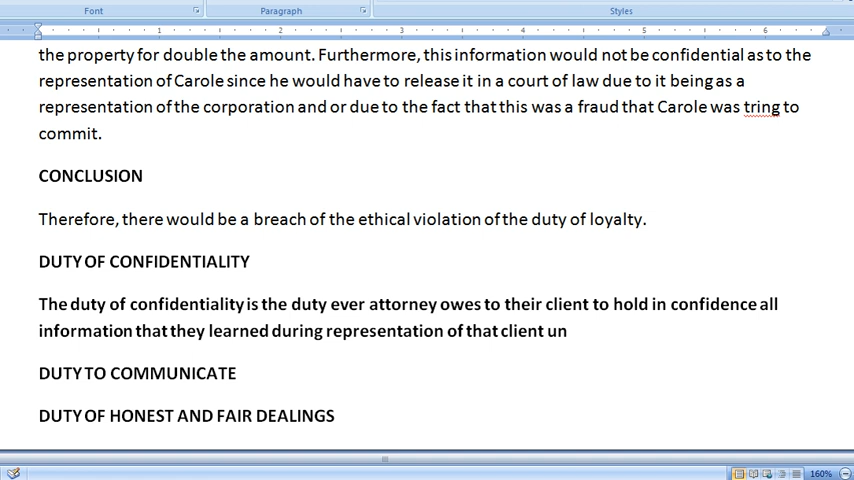 Font Paragraph Styles
1 2 3 4 5 6
the property for double the amount. Furthermore, this information would not be confidential as to the
representation of Carole since he would have to release it in a court of law due to it being as a
representation of the corporation and or due to the fact that this was a fraud that Carole was tring to
commit.
CONCLUSION
Therefore, there would be a breach of the ethical violation of the duty of loyalty.
DUTY OF CONFIDENTIALITY
The duty of confidentiality is the duty ever attorney owes to their client to hold in confidence all
information that they learned during representation of that client un
DUTY TO COMMUNICATE
DUTY OF HONEST AND FAIR DEALINGS
160%